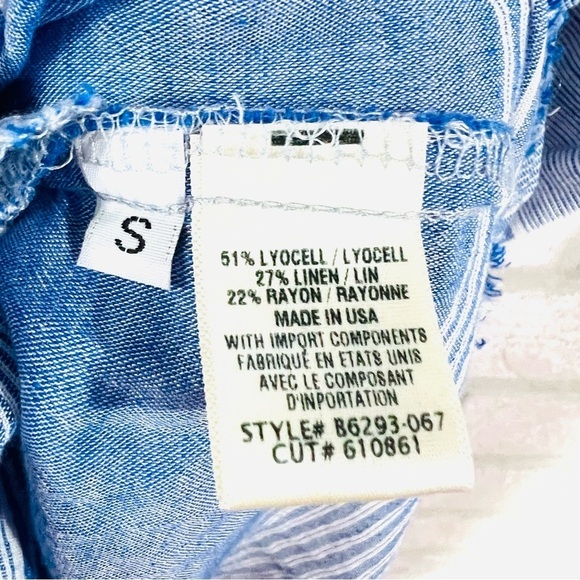 S
51% LYOCELL / LYOCELL
27% LINEN / LIN
22% RAYON / RAYONNE
MADE IN USA
WITH IMPORT COMPONENTS
FABRIQUÉ EN ETATS UNIS
AVEC LE COMPOSANT
D'INPORTATION
STYLE# B6293-067
CUT# 610861